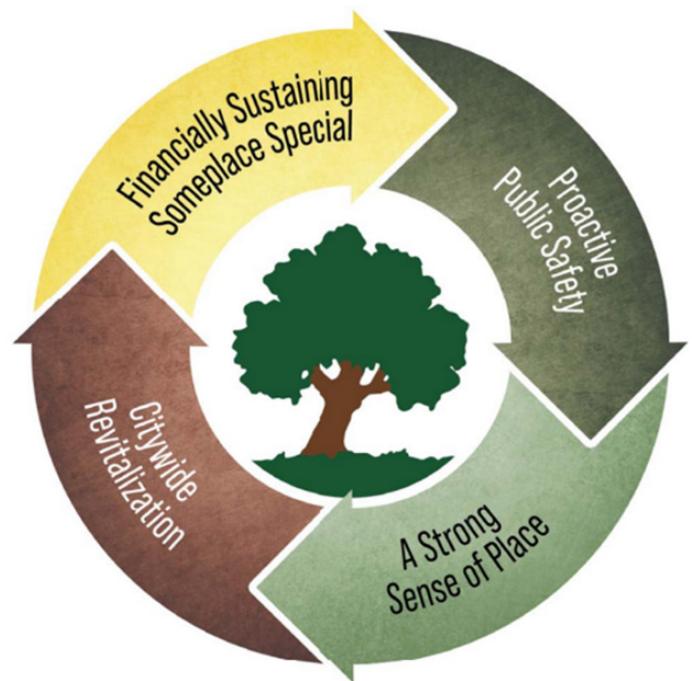 Financially Sustaining
Someplace Special
Proactive
Public Safety
A Strong
Sense of Place
Citywide
Revitalization